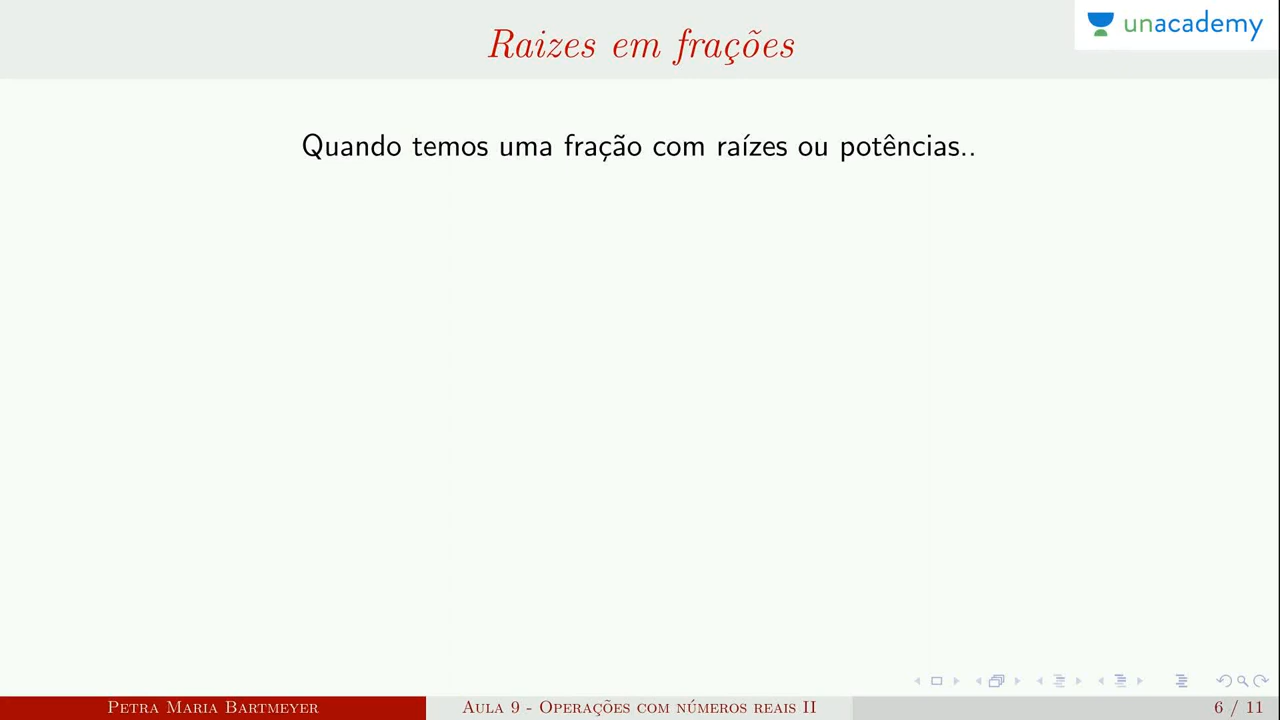 Raizes em frações
unacademy
Quando temos uma fração com raízes ou potências..
Petra Maria Bartmeyer
Aula 9 - Operações com números reais II
6 / 11